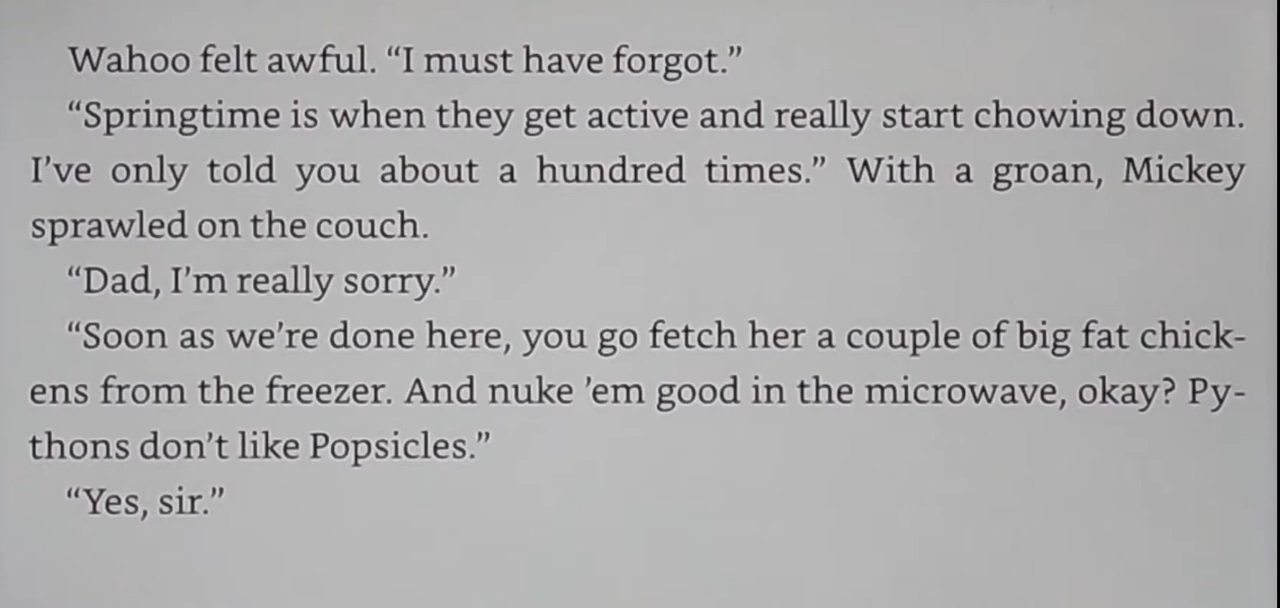 Wahoo felt awful. “I must have forgot.”
“Springtime is when they get active and really start chowing down.
I’ve only told you about a hundred times.” With a groan, Mickey
sprawled on the couch.
“Dad, I’m really sorry.”
“Soon as we’re done here, you go fetch her a couple of big fat chick-
ens from the freezer. And nuke ’em good in the microwave, okay? Py-
thons don’t like Popsicles.”
“Yes, sir.”